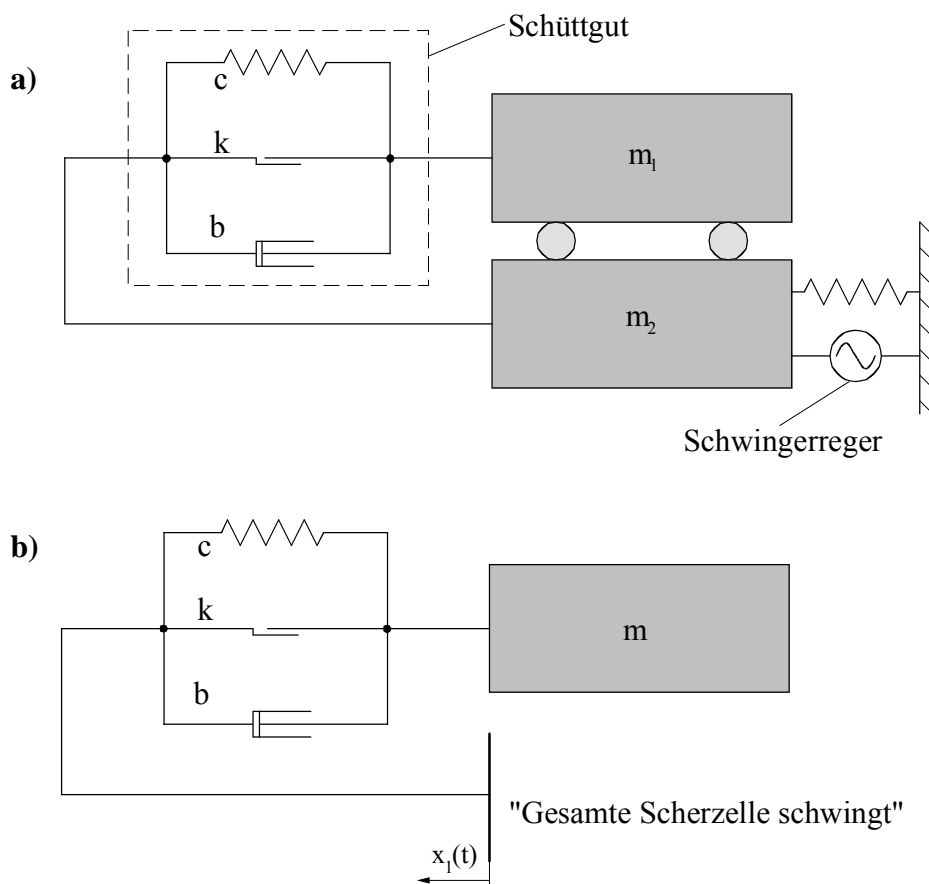 Schüttgut
a)
c
k
m₁
b
m₂
Schwingerreger
b)
c
k
m
b
"Gesamte Scherzelle schwingt"
x₁(t)